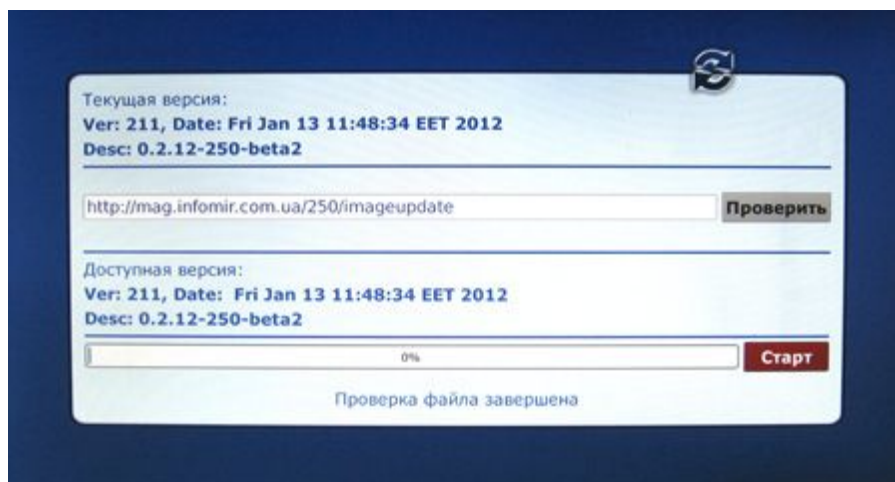 Текущая версия:
Ver: 211, Date: Fri Jan 13 11:48:34 EET 2012
Desc: 0.2.12-250-beta2
http://mag.infomir.com.ua/250/imageupdate
Проверить
Доступная версия:
Ver: 211, Date: Fri Jan 13 11:48:34 EET 2012
Desc: 0.2.12-250-beta2
0%
Старт
Проверка файла завершена